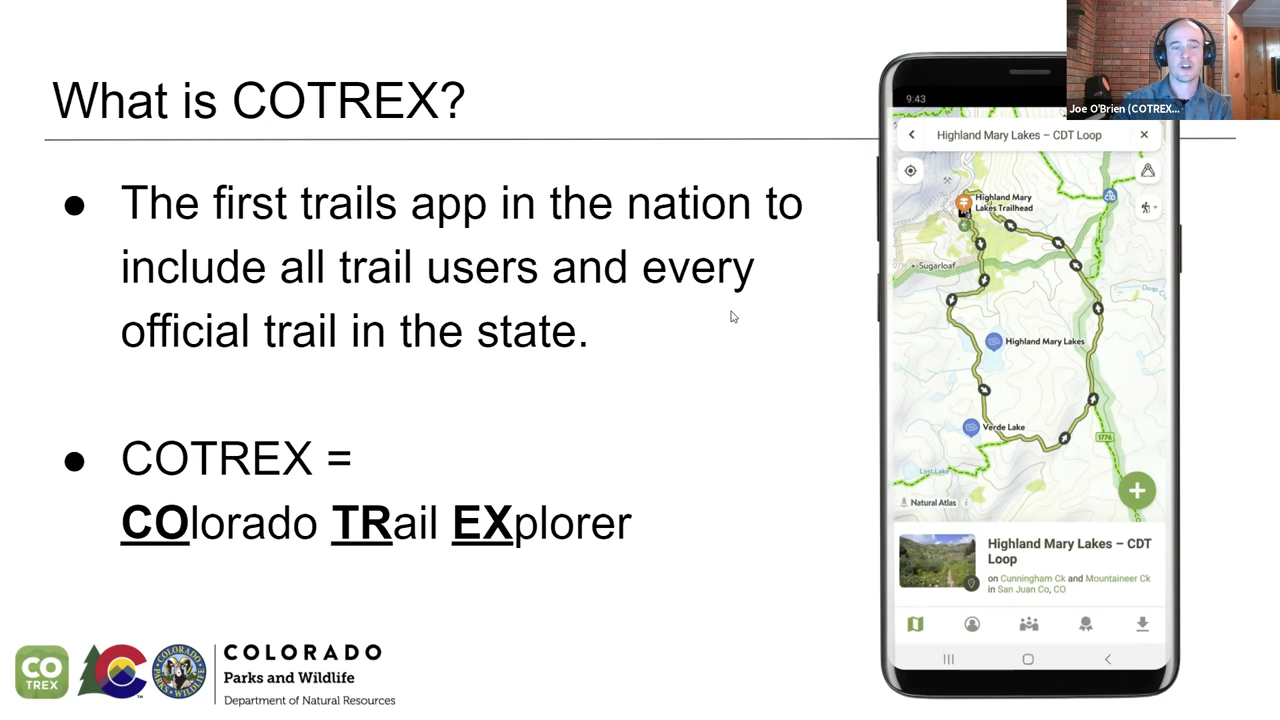 What is COTREX?
● The first trails app in the nation to
include all trail users and every
official trail in the state.
● COTREX =
COlorado TRail EXplorer
CO
TREX
COLORADO
PARKS
WILDLIFE
COLORADO
Parks and Wildlife
Department of Natural Resources
Joe O'Brien (COTREX...
9:43
Highland Mary Lakes – CDT Loop
Highland Mary
Lakes Trailhead
Sugarloaf
Highland Mary Lakes
Verde Lake
1776
Lost Lake
Natural Atlas
Highland Mary Lakes – CDT
Loop
on Cunningham Ck and Mountaineer Ck
in San Juan Co, CO